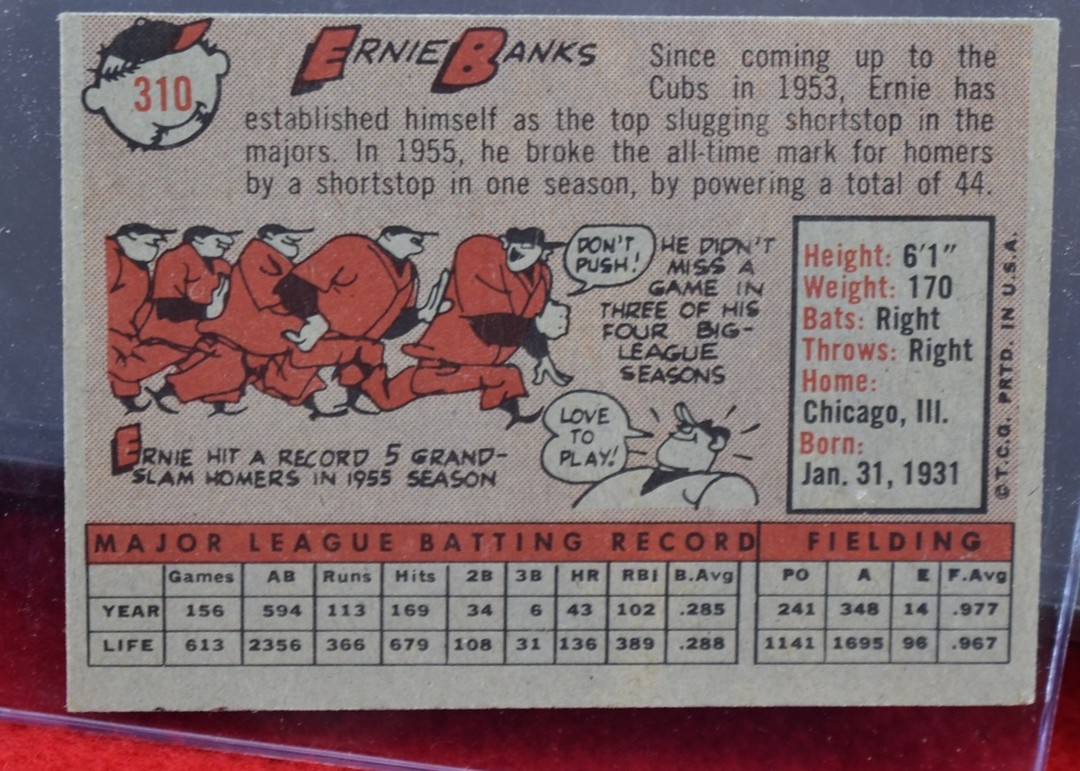 310
ERNIE BANKS
Since coming up to the
Cubs in 1953, Ernie has
established himself as the top slugging shortstop in the
majors. In 1955, he broke the all-time mark for homers
by a shortstop in one season, by powering a total of 44.
DON'T
PUSH!
HE DIDN'T
MISS A
GAME IN
THREE OF HIS
FOUR BIG-
LEAGUE
SEASONS
LOVE
TO
PLAY!
ERNIE HIT A RECORD 5 GRAND-
SLAM HOMERS IN 1955 SEASON
Height: 6'1"
Weight: 170
Bats: Right
Throws: Right
Home:
Chicago, Ill.
Born:
Jan. 31, 1931
© T.C.G. PRTD. IN U.S.A.
MAJOR LEAGUE BATTING RECORD FIELDING
Games AB Runs Hits 2B 3B HR RBI B.Avg PO A E F.Avg
YEAR 156 594 113 169 34 6 43 102 .285 241 348 14 .977
LIFE 613 2356 366 679 108 31 136 389 .288 1141 1695 96 .967